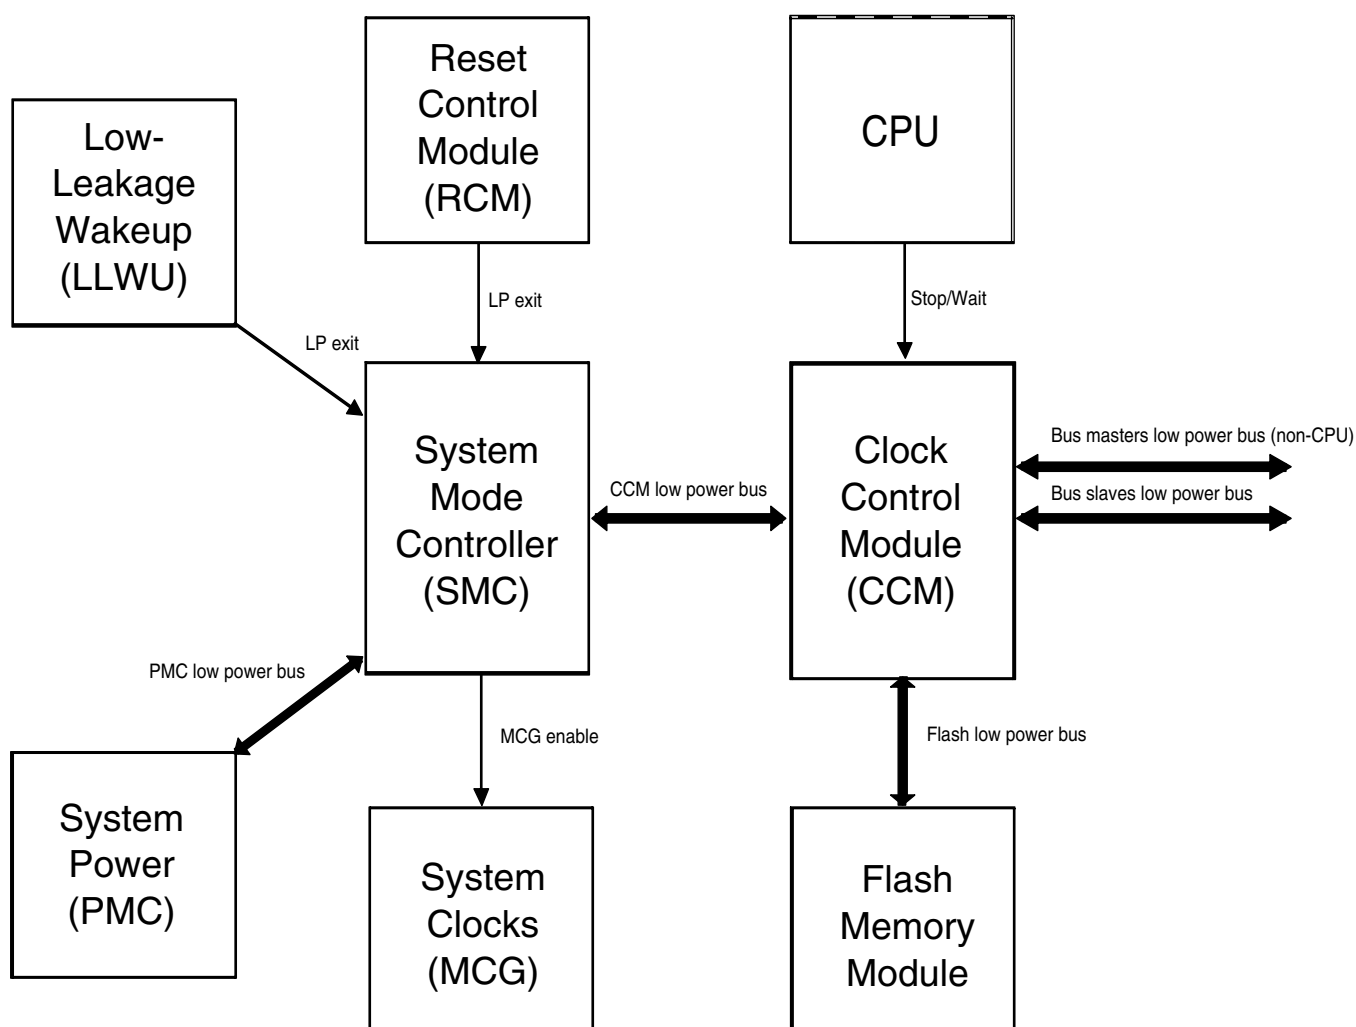 Reset
Control
Module
(RCM)
CPU
Low-
Leakage
Wakeup
(LLWU)
LP exit
Stop/Wait
LP exit
System
Mode
Controller
(SMC)
CCM low power bus
Clock
Control
Module
(CCM)
Bus masters low power bus (non-CPU)
Bus slaves low power bus
PMC low power bus
MCG enable
Flash low power bus
System
Power
(PMC)
System
Clocks
(MCG)
Flash
Memory
Module